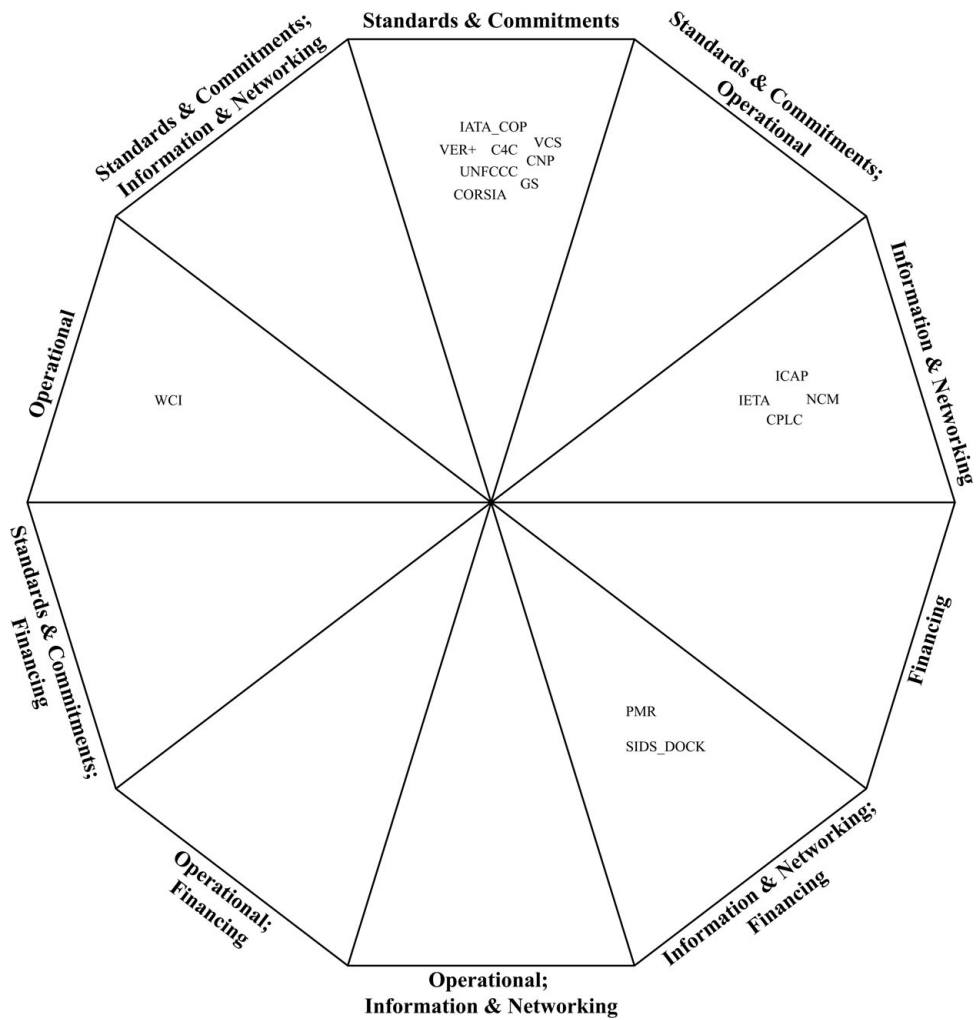 Standards & Commitments
Standards & Commitments;
Operational
Information & Networking
Financing
Information & Networking;
Financing
Operational;
Information & Networking
Operational;
Financing
Standards & Commitments;
Financing
Operational
Standards & Commitments;
Information & Networking
IATA_COP
VER+ C4C VCS
CNP
UNFCCC
GS
CORSIA
ICAP
IETA NCM
CPLC
WCI
PMR
SIDS_DOCK